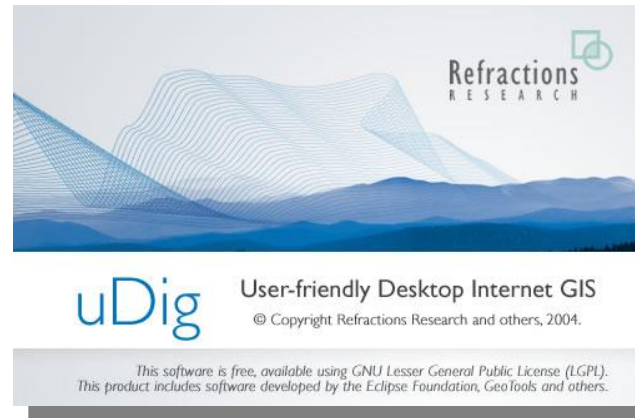 Refractions
RESEARCH
uDig
User-friendly Desktop Internet GIS
© Copyright Refractions Research and others, 2004.
This software is free, available using GNU Lesser General Public License (LGPL).
This product includes software developed by the Eclipse Foundation, GeoTools and others.